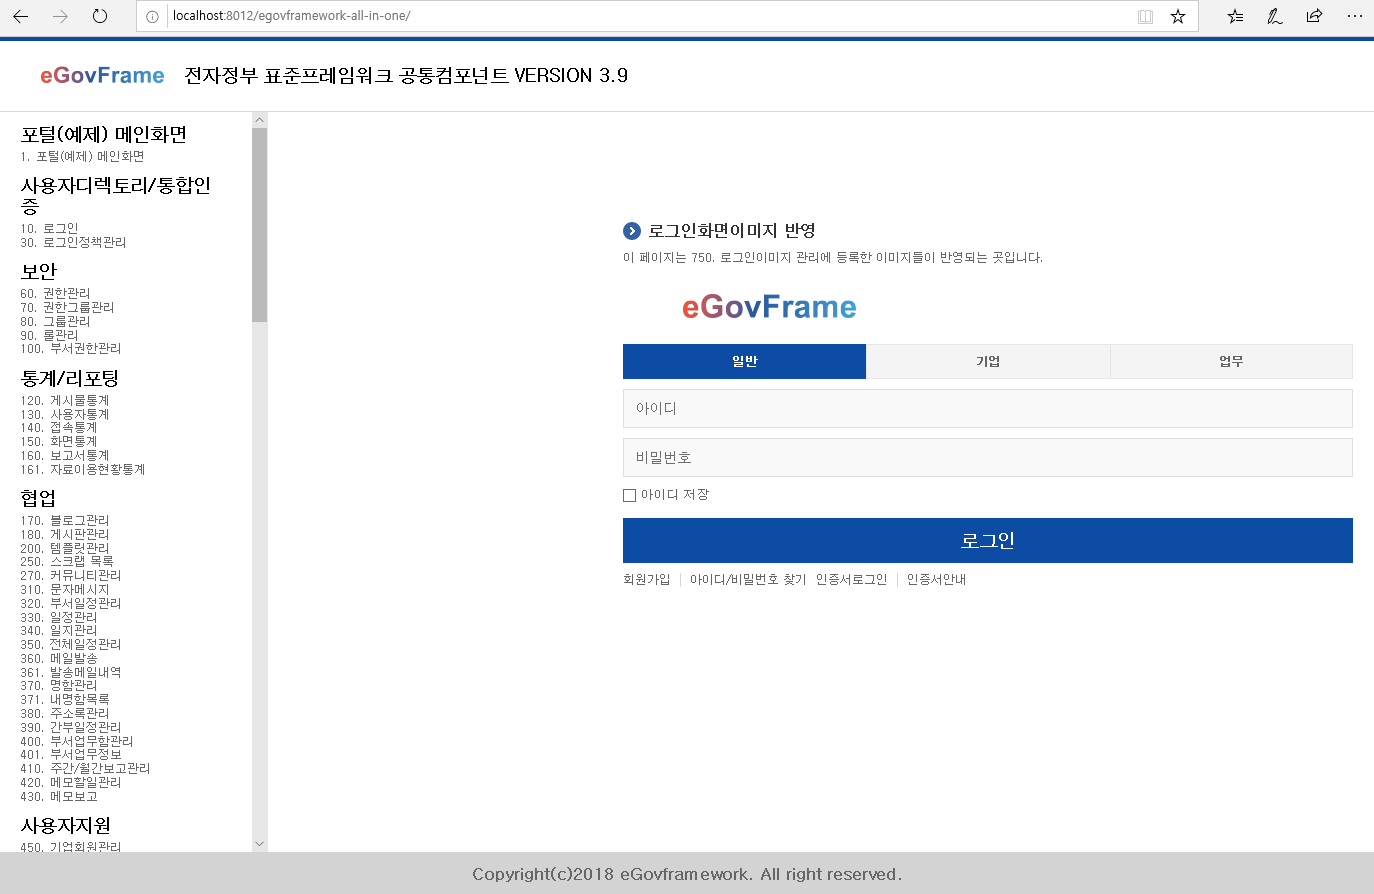 localhost:8012/egovframework-all-in-one/
eGovFrame 전자정부 표준프레임워크 공통컴포넌트 VERSION 3.9
포털(예제) 메인화면
1. 포털(예제) 메인화면
사용자디렉토리/통합인
증
10. 로그인
30. 로그인정책관리
보안
60. 권한관리
70. 권한그룹관리
80. 그룹관리
90. 롤관리
100. 부서권한관리
통계/리포팅
120. 게시물통계
130. 사용자통계
140. 접속통계
150. 화면통계
160. 보고서통계
161. 자료이용현황통계
협업
170. 블로그관리
180. 게시판관리
200. 템플릿관리
250. 스크랩 목록
270. 커뮤니티관리
310. 문자메시지
320. 부서일정관리
330. 일정관리
340. 일지관리
350. 전체일정관리
360. 메일발송
361. 발송메일내역
370. 명함관리
371. 내명함목록
380. 주소록관리
390. 간부일정관리
400. 부서업무함관리
401. 부서업무정보
410. 주간/월간보고관리
420. 메모할일관리
430. 메모보고
사용자지원
450. 기업회원관리
로그인화면이미지 반영
이 페이지는 750. 로그인이미지 관리에 등록한 이미지들이 반영되는 곳입니다.
eGovFrame
일반 기업 업무
아이디
비밀번호
아이디 저장
로그인
회원가입 아이디/비밀번호 찾기 인증서로그인 인증서안내
Copyright(c)2018 eGovframework. All right reserved.